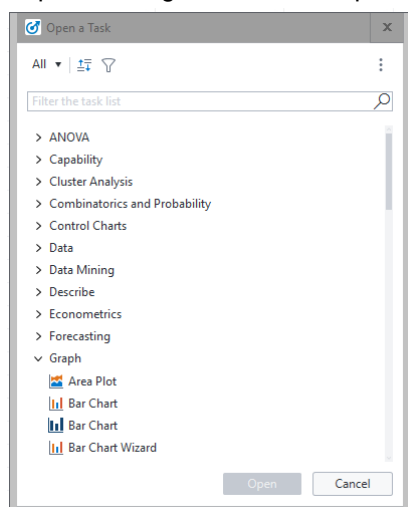 Open a Task
All
Filter the task list
ANOVA
Capability
Cluster Analysis
Combinatorics and Probability
Control Charts
Data
Data Mining
Describe
Econometrics
Forecasting
Graph
Area Plot
Bar Chart
Bar Chart
Bar Chart Wizard
Open Cancel